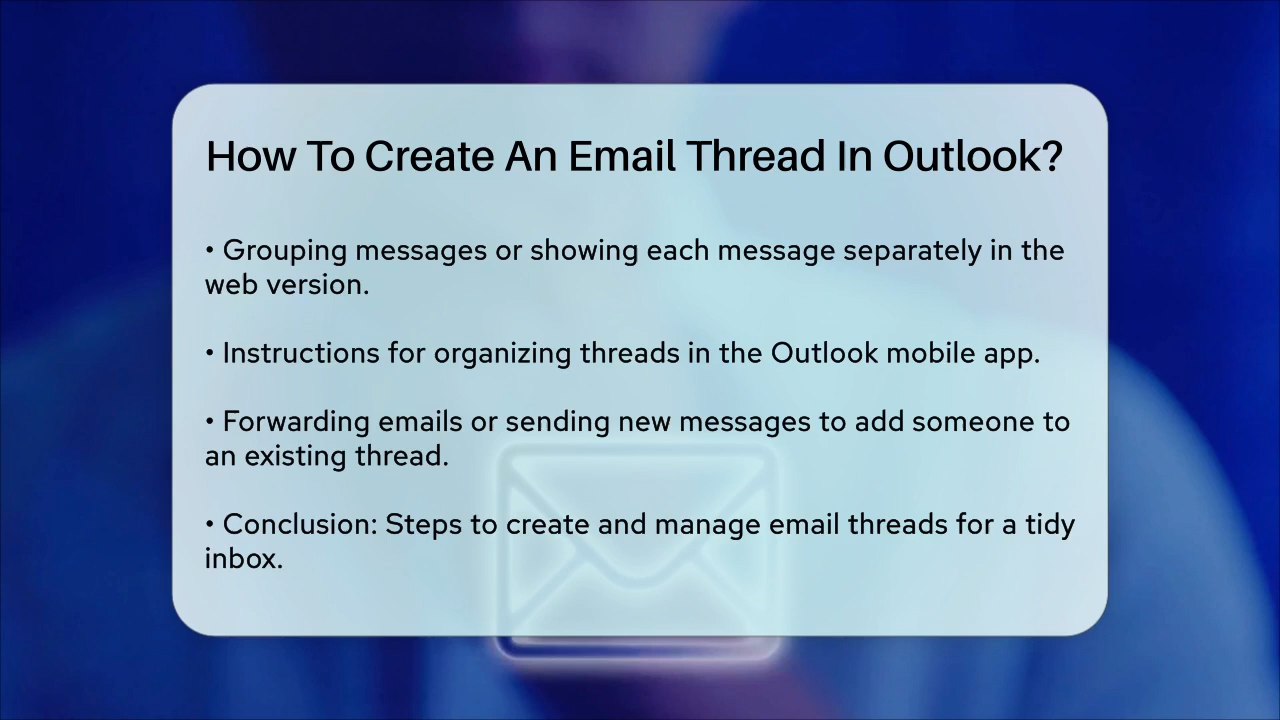 How To Create An Email Thread In Outlook?
• Grouping messages or showing each message separately in the
web version.
• Instructions for organizing threads in the Outlook mobile app.
• Forwarding emails or sending new messages to add someone to
an existing thread.
• Conclusion: Steps to create and manage email threads for a tidy
inbox.